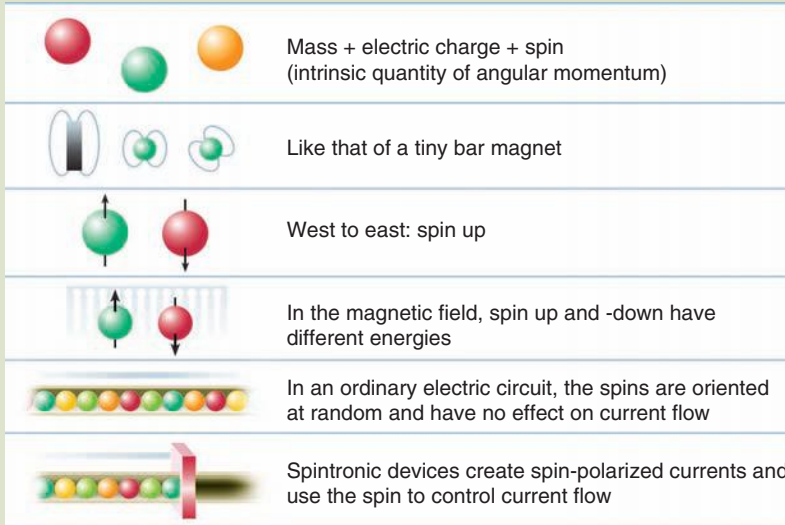 Mass + electric charge + spin
(intrinsic quantity of angular momentum)
Like that of a tiny bar magnet
West to east: spin up
In the magnetic field, spin up and -down have
different energies
In an ordinary electric circuit, the spins are oriented
at random and have no effect on current flow
Spintronic devices create spin-polarized currents and
use the spin to control current flow